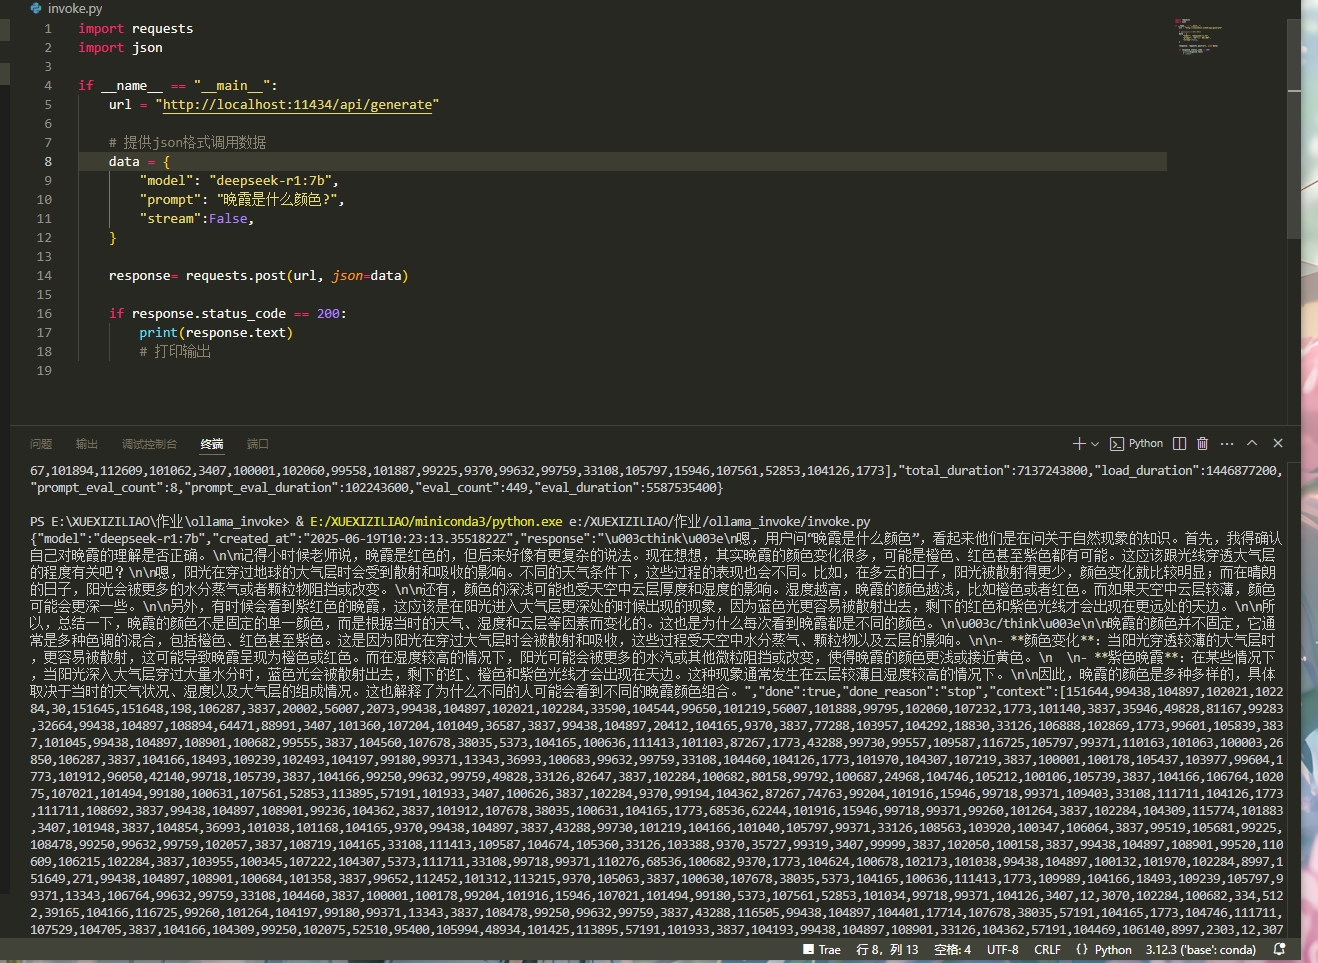 invoke.py
1 import requests
2 import json
3
4 if __name__ == "__main__":
5 url = "http://localhost:11434/api/generate"
6
7 # 提供json格式调用数据
8 data = {
9 "model": "deepseek-r1:7b",
10 "prompt": "晚霞是什么颜色?",
11 "stream":False,
12 }
13
14 response= requests.post(url, json=data)
15
16 if response.status_code == 200:
17 print(response.text)
18 # 打印输出
19
问题 输出 调试控制台 终端 端口 Python
67,101894,112609,101062,3407,100001,102060,99558,101887,99225,9370,99632,99759,33108,105797,15946,107561,52853,104126,1773],"total_duration":7137243800,"load_duration":1446877200,
"prompt_eval_count":8,"prompt_eval_duration":102243600,"eval_count":449,"eval_duration":5587535400}
PS E:\XUEXIZILIAO\作业\ollama_invoke> & E:/XUEXIZILIAO/miniconda3/python.exe e:/XUEXIZILIAO/作业/ollama_invoke/invoke.py
{"model":"deepseek-r1:7b","created_at":"2025-06-19T10:23:13.3551822Z","response":"\u003cthink\u003e\n嗯，用户问“晚霞是什么颜色”，看起来他们是在问关于自然现象的知识。首先，我得确认
自己对晚霞的理解是否正确。\n\n记得小时候老师说，晚霞是红色的，但后来好像有更复杂的说法。现在想想，其实晚霞的颜色变化很多，可能是橙色、红色甚至紫色都有可能。这应该跟光线穿透大气层
的程度有关吧？\n\n嗯，阳光在穿过地球的大气层时会受到散射和吸收的影响。不同的天气条件下，这些过程的表现也会不同。比如，在多云的日子，阳光被散射得更少，颜色变化就比较明显；而在晴朗
的日子，阳光会被更多的水分蒸气或者颗粒物阻挡或改变。\n\n还有，颜色的深浅可能也受天空中云层厚度和湿度的影响。湿度越高，晚霞的颜色越浅，比如橙色或者红色。而如果天空中云层较薄，颜色
可能会更深一些。\n\n另外，有时候会看到紫红色的晚霞，这应该是在阳光进入大气层更深处的时候出现的现象，因为蓝色光更容易被散射出去，剩下的红色和紫色光线才会出现在更远处的天边。\n\n所
以，总结一下，晚霞的颜色不是固定的单一颜色，而是根据当时的天气、湿度和云层等因素而变化的。这也是为什么每次看到晚霞都是不同的颜色。\n\u003c/think\u003e\n\n晚霞的颜色并不固定，它通
常是多种色调的混合，包括橙色、红色甚至紫色。这是因为阳光在穿过大气层时会被散射和吸收，这些过程受天空中水分蒸气、颗粒物以及云层的影响。\n\n- **颜色变化**：当阳光穿透较薄的大气层时
，更容易被散射，这可能导致晚霞呈现为橙色或红色。而在湿度较高的情况下，阳光可能会被更多的水汽或其他微粒阻挡或改变，使得晚霞的颜色更浅或接近黄色。\n  \n- **紫色晚霞**：在某些情况下
，当阳光深入大气层穿过大量水分时，蓝色光会被散射出去，剩下的红、橙色和紫色光线才会出现在天边。这种现象通常发生在云层较薄且湿度较高的情况下。\n\n因此，晚霞的颜色是多种多样的，具体
取决于当时的天气状况、湿度以及大气层的组成情况。这也解释了为什么不同的人可能会看到不同的晚霞颜色组合。","done":true,"done_reason":"stop","context":[151644,99438,104897,102021,1022
84,30,151645,151648,198,106287,3837,20002,56007,2073,99438,104897,102021,102284,33590,104544,99650,101219,56007,101888,99795,102060,107232,1773,101140,3837,35946,49828,81167,99283
,32664,99438,104897,108894,64471,88991,3407,101360,107204,101049,36587,3837,99438,104897,20412,104165,9370,3837,77288,103957,104292,18830,33126,106888,102869,1773,99601,105839,383
7,101045,99438,104897,108901,100682,99555,3837,104560,107678,38035,5373,104165,100636,111413,101103,87267,1773,43288,99730,99557,109587,116725,105797,99371,110163,101063,100003,26
850,106287,3837,104166,18493,109239,102493,104197,99180,99371,13343,36993,100683,99632,99759,33108,104460,104126,1773,101970,104307,107219,3837,100001,100178,105437,103977,99604,1
773,101912,96050,42140,99718,105739,3837,104166,99250,99632,99759,49828,33126,82647,3837,102284,100682,80158,99792,100687,24968,104746,105212,100106,105739,3837,104166,106764,1020
75,107021,101494,99180,100631,107561,52853,113895,57191,101933,3407,100626,3837,102284,9370,99194,104362,87267,74763,99204,101916,15946,99718,99371,109403,33108,111711,104126,1773
,111711,108692,3837,99438,104897,108901,99236,104362,3837,101912,107678,38035,100631,104165,1773,68536,62244,101916,15946,99718,99371,99260,101264,3837,102284,104309,115774,101883
,3407,101948,3837,104854,36993,101038,101168,104165,9370,99438,104897,3837,43288,99730,101219,104166,101040,105797,99371,33126,108563,103920,100347,106064,3837,99519,105681,99225,
108478,99250,99632,99759,102057,3837,108719,104165,33108,111413,109587,104674,105360,33126,103388,9370,35727,99319,3407,99999,3837,102050,100158,3837,99438,104897,108901,99520,110
609,106215,102284,3837,103955,100345,107222,104307,5373,111711,33108,99718,99371,110276,68536,100682,9370,1773,104624,100678,102173,101038,99438,104897,100132,101970,102284,8997,1
151649,271,99438,104897,108901,100684,101358,3837,99652,112452,101312,113215,9370,105063,3837,100630,107678,38035,5373,104165,100636,111413,1773,109989,104166,18493,109239,105797,9
9371,13343,106764,99632,99759,33108,104460,3837,100001,100178,99204,101916,15946,107021,101494,99180,5373,107561,52853,101034,99718,99371,104126,3407,12,3070,102284,100682,334,512
2,39165,104166,116725,99260,101264,104197,99180,99371,13343,3837,108478,99250,99632,99759,3837,43288,116505,99438,104897,104401,17714,107678,38035,57191,104165,1773,104746,111711,
107529,104705,3837,104166,104309,99250,102075,52510,95400,105994,48934,101425,113895,57191,101933,3837,104193,99438,104897,108901,33126,99236,104362,57191,104469,106140,8997,2303,12,307
Trae 行 8，列 13 空格: 4 UTF-8 CRLF {} Python 3.12.3 ('base': conda)